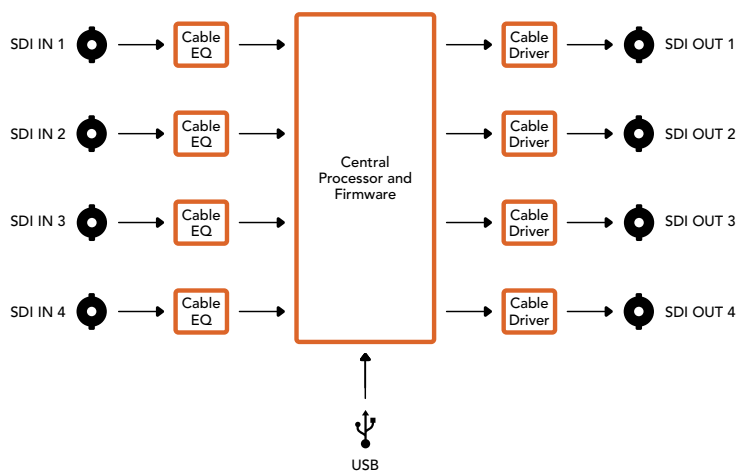 SDI IN 1
Cable
EQ
Cable
Driver
SDI OUT 1
SDI IN 2
Cable
EQ
Cable
Driver
SDI OUT 2
Central
Processor and
Firmware
SDI IN 3
Cable
EQ
Cable
Driver
SDI OUT 3
SDI IN 4
Cable
EQ
Cable
Driver
SDI OUT 4
USB